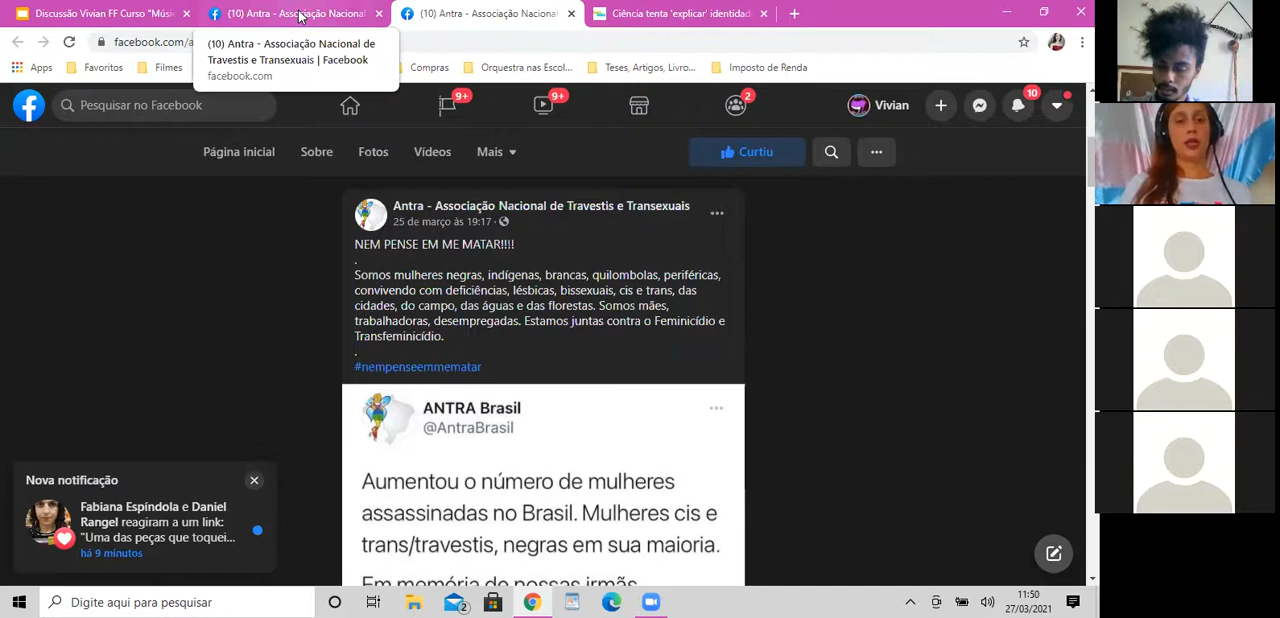 Discussão Vivian FF Curso "Músic
(10) Antra - Associação Nacional
(10) Antra - Associação Nacional
Ciência tenta 'explicar' identidad
facebook.com/a
(10) Antra - Associação Nacional de
Travestis e Transexuais | Facebook
facebook.com
Apps
Favoritos
Filmes
Compras
Orquestra nas Escol...
Teses, Artigos, Livro...
Imposto de Renda
Pesquisar no Facebook
9+
9+
2
Vivian
10
Página inicial
Sobre
Fotos
Vídeos
Mais
Curtiu
Antra - Associação Nacional de Travestis e Transexuais
25 de março às 19:17 ·
NEM PENSE EM ME MATAR!!!!
.
Somos mulheres negras, indígenas, brancas, quilombolas, periféricas,
convivendo com deficiências, lésbicas, bissexuais, cis e trans, das
cidades, do campo, das águas e das florestas. Somos mães,
trabalhadoras, desempregadas. Estamos juntas contra o Feminicídio e
Transfeminicídio.
.
#nempenseemmematar
ANTRA Brasil
@AntraBrasil
Aumentou o número de mulheres
assassinadas no Brasil. Mulheres cis e
trans/travestis, negras em sua maioria.
Em memória de nossas irmãs
Nova notificação
Fabiana Espíndola e Daniel
Rangel reagiram a um link:
"Uma das peças que toquei...
há 9 minutos
Digite aqui para pesquisar
2
11:50
27/03/2021